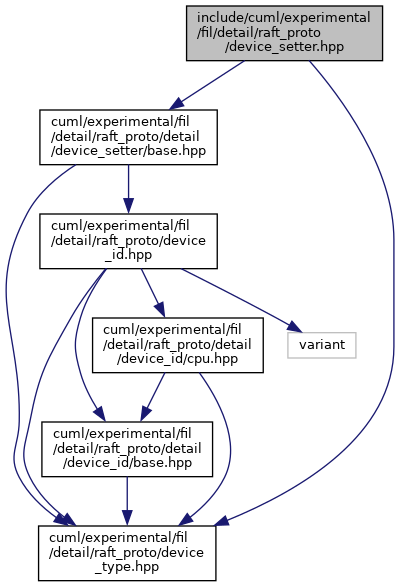 include/cuml/experimental
/fil/detail/raft_proto
/device_setter.hpp
cuml/experimental/fil
/detail/raft_proto/detail
/device_setter/base.hpp
cuml/experimental/fil
/detail/raft_proto/device
_id.hpp
cuml/experimental/fil
/detail/raft_proto/detail
/device_id/cpu.hpp
variant
cuml/experimental/fil
/detail/raft_proto/detail
/device_id/base.hpp
cuml/experimental/fil
/detail/raft_proto/device
_type.hpp